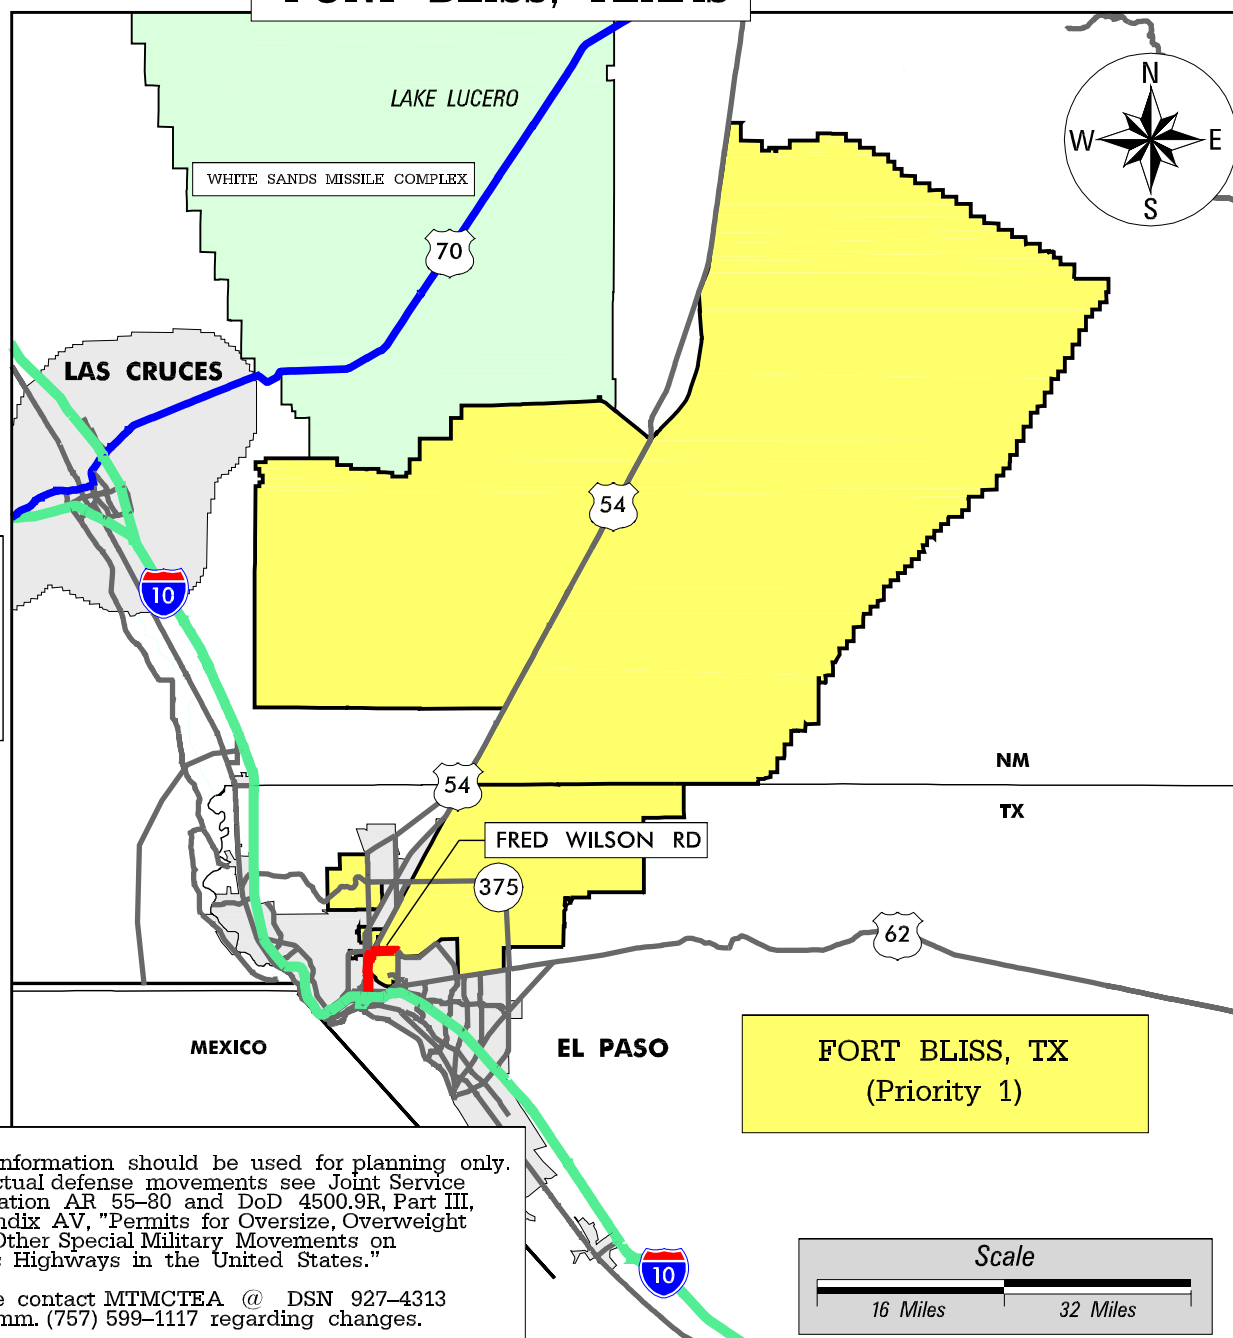 FORT BLISS, TEXAS
N
LAKE LUCERO
W E
WHITE SANDS MISSILE COMPLEX
S
70
LAS CRUCES
54
10
NM
54
TX
FRED WILSON RD
375
62
MEXICO
EL PASO
FORT BLISS, TX
(Priority 1)
nformation should be used for planning only.
ctual defense movements see Joint Service
ation AR 55–80 and DoD 4500.9R, Part III,
ndix AV, "Permits for Oversize, Overweight
Other Special Military Movements on
s Highways in the United States."
e contact MTMCTEA @ DSN 927–4313
mm. (757) 599–1117 regarding changes.
10
Scale
16 Miles 32 Miles